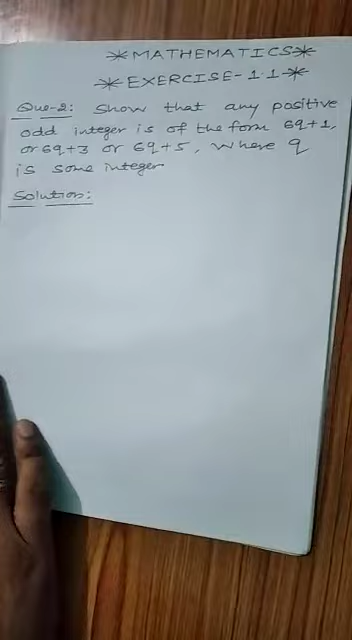 *MATHEMATICS*
*EXERCISE-1.1*
Que-2: Show that any positive
odd integer is of the form 6q+1,
or 6q+3 or 6q+5, where q
is some integer
Solution: